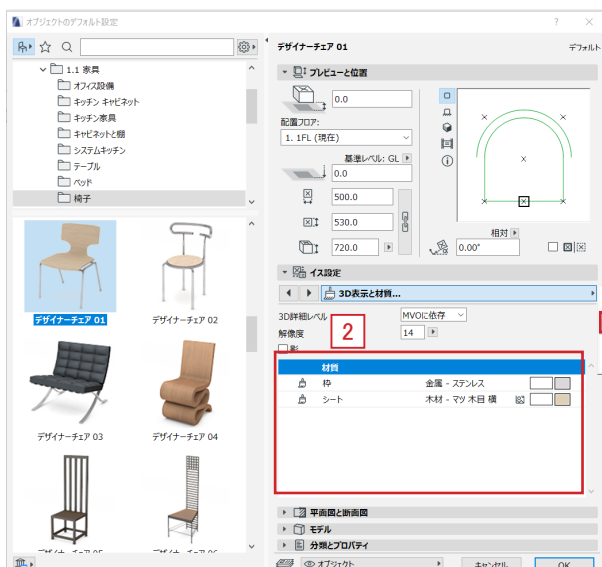 オブジェクトのデフォルト設定
? ×
デザイナーチェア 01
デフォルト
1.1 家具
オフィス設備
キッチン キャビネット
キッチン家具
キャビネットと棚
システムキッチン
テーブル
ベッド
椅子
デザイナーチェア 01
デザイナーチェア 02
デザイナーチェア 03
デザイナーチェア 04
プレビューと位置
0.0
配置フロア:
1. 1FL (現在)
基準レベル: GL
0.0
500.0
530.0
720.0
相対
0.00°
イス設定
3D表示と材質...
3D詳細レベル
MVOに依存
解像度
14
影
2
材質
枠
金属 - ステンレス
シート
木材 - マツ 木目 横
平面図と断面図
モデル
分類とプロパティ
オブジェクト
キャンセル
OK